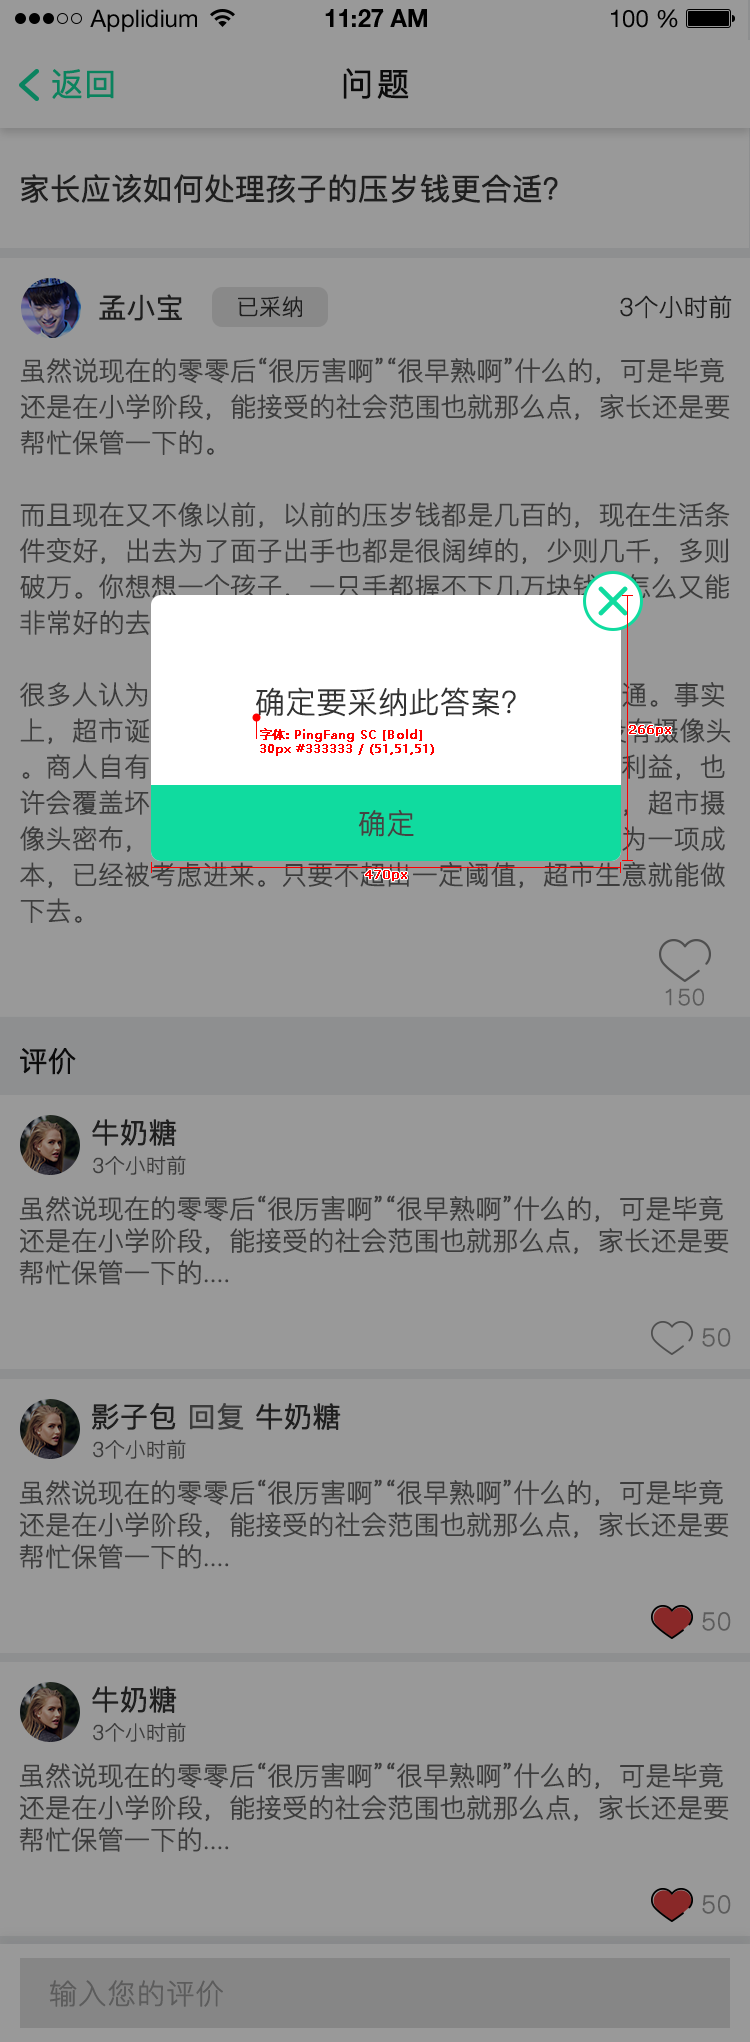 Applidium 11:27 AM 100 %
返回 问题
家长应该如何处理孩子的压岁钱更合适？
孟小宝 已采纳 3个小时前
虽然说现在的零零后“很厉害啊”“很早熟啊”什么的，可是毕竟
还是在小学阶段，能接受的社会范围也就那么点，家长还是要
帮忙保管一下的。
而且现在又不像以前，以前的压岁钱都是几百的，现在生活条
件变好，出去为了面子出手也都是很阔绰的，少则几千，多则
破万。你想想一个孩子，一只手都握不下几万块钱，怎么又能
非常好的去
确定要采纳此答案？
字体: PingFang SC [Bold]
30px #333333 / (51,51,51)
266px
确定
470px
很多人认为 通。事实
上，超市诞 没有摄像头
。商人自有 利益，也
许会覆盖坏 ，超市摄
像头密布， 为一项成
本，已经被考虑进来。只要不超出一定阈值，超市生意就能做
下去。
150
评价
牛奶糖
3个小时前
虽然说现在的零零后“很厉害啊”“很早熟啊”什么的，可是毕竟
还是在小学阶段，能接受的社会范围也就那么点，家长还是要
帮忙保管一下的....
50
影子包 回复 牛奶糖
3个小时前
虽然说现在的零零后“很厉害啊”“很早熟啊”什么的，可是毕竟
还是在小学阶段，能接受的社会范围也就那么点，家长还是要
帮忙保管一下的....
50
牛奶糖
3个小时前
虽然说现在的零零后“很厉害啊”“很早熟啊”什么的，可是毕竟
还是在小学阶段，能接受的社会范围也就那么点，家长还是要
帮忙保管一下的....
50
输入您的评价